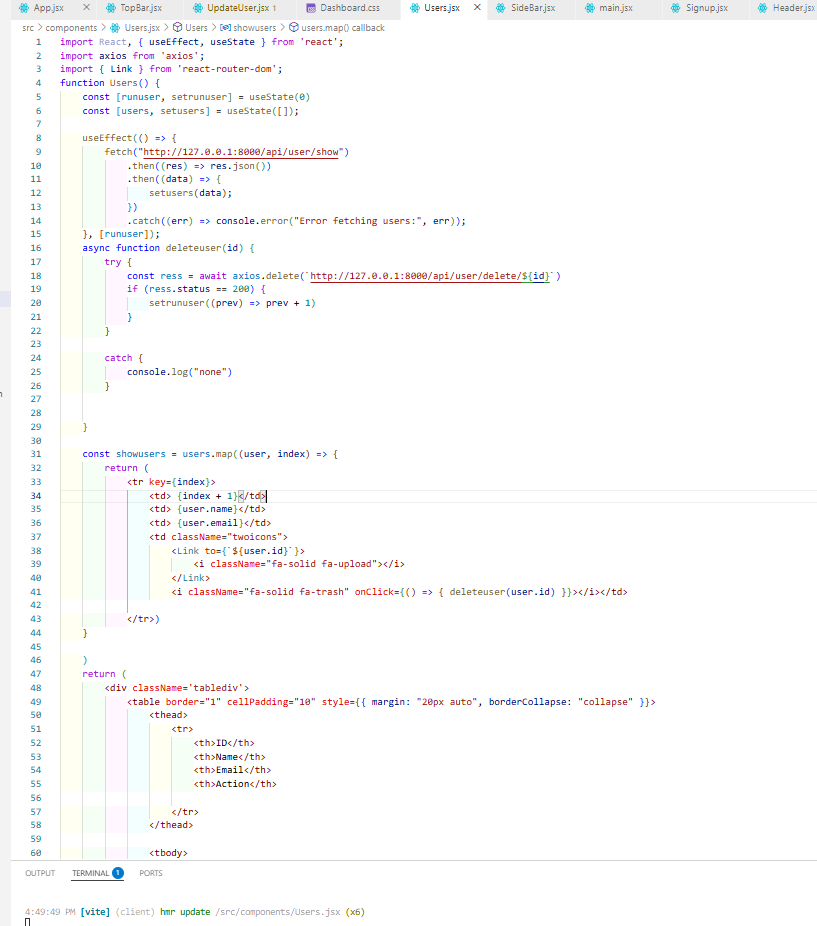 App.jsx × TopBar.jsx UpdateUser.jsx 1 Dashboard.css Users.jsx × SideBar.jsx main.jsx Signup.jsx Header.jsx
src > components > Users.jsx > Users > showusers > users.map() callback
1 import React, { useEffect, useState } from 'react';
2 import axios from 'axios';
3 import { Link } from 'react-router-dom';
4 function Users() {
5 const [runuser, setrunuser] = useState(0)
6 const [users, setusers] = useState([]);
7
8 useEffect(() => {
9 fetch("http://127.0.0.1:8000/api/user/show")
10 .then((res) => res.json())
11 .then((data) => {
12 setusers(data);
13 })
14 .catch((err) => console.error("Error fetching users:", err));
15 }, [runuser]);
16 async function deleteuser(id) {
17 try {
18 const ress = await axios.delete(`http://127.0.0.1:8000/api/user/delete/${id}`)
19 if (ress.status == 200) {
20 setrunuser((prev) => prev + 1)
21 }
22 }
23
24 catch {
25 console.log("none")
26 }
27
28
29 }
30
31 const showusers = users.map((user, index) => {
32 return (
33 <tr key={index}>
34 <td> {index + 1}</td>
35 <td> {user.name}</td>
36 <td> {user.email}</td>
37 <td className="twoicons">
38 <Link to={`${user.id}`}>
39 <i className="fa-solid fa-upload"></i>
40 </Link>
41 <i className="fa-solid fa-trash" onClick={() => { deleteuser(user.id) }}></i></td>
42
43 </tr>)
44 }
45
46 )
47 return (
48 <div className='tablediv'>
49 <table border="1" cellPadding="10" style={{ margin: "20px auto", borderCollapse: "collapse" }}>
50 <thead>
51 <tr>
52 <th>ID</th>
53 <th>Name</th>
54 <th>Email</th>
55 <th>Action</th>
56
57 </tr>
58 </thead>
59
60 <tbody>
OUTPUT TERMINAL 1 PORTS
4:49:49 PM [vite] (client) hmr update /src/components/Users.jsx (x6)